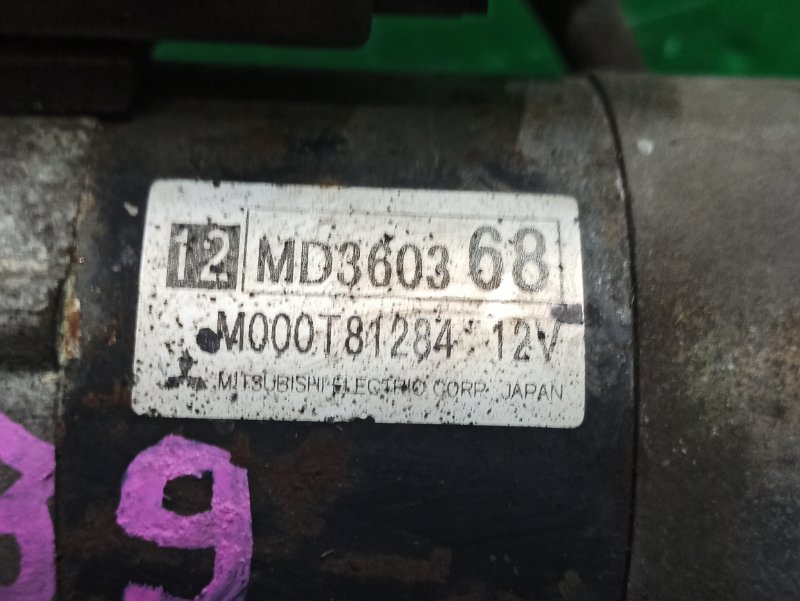 12 MD360368
M000T81284 12V
MITSUBISHI ELECTRIC CORP. JAPAN
9